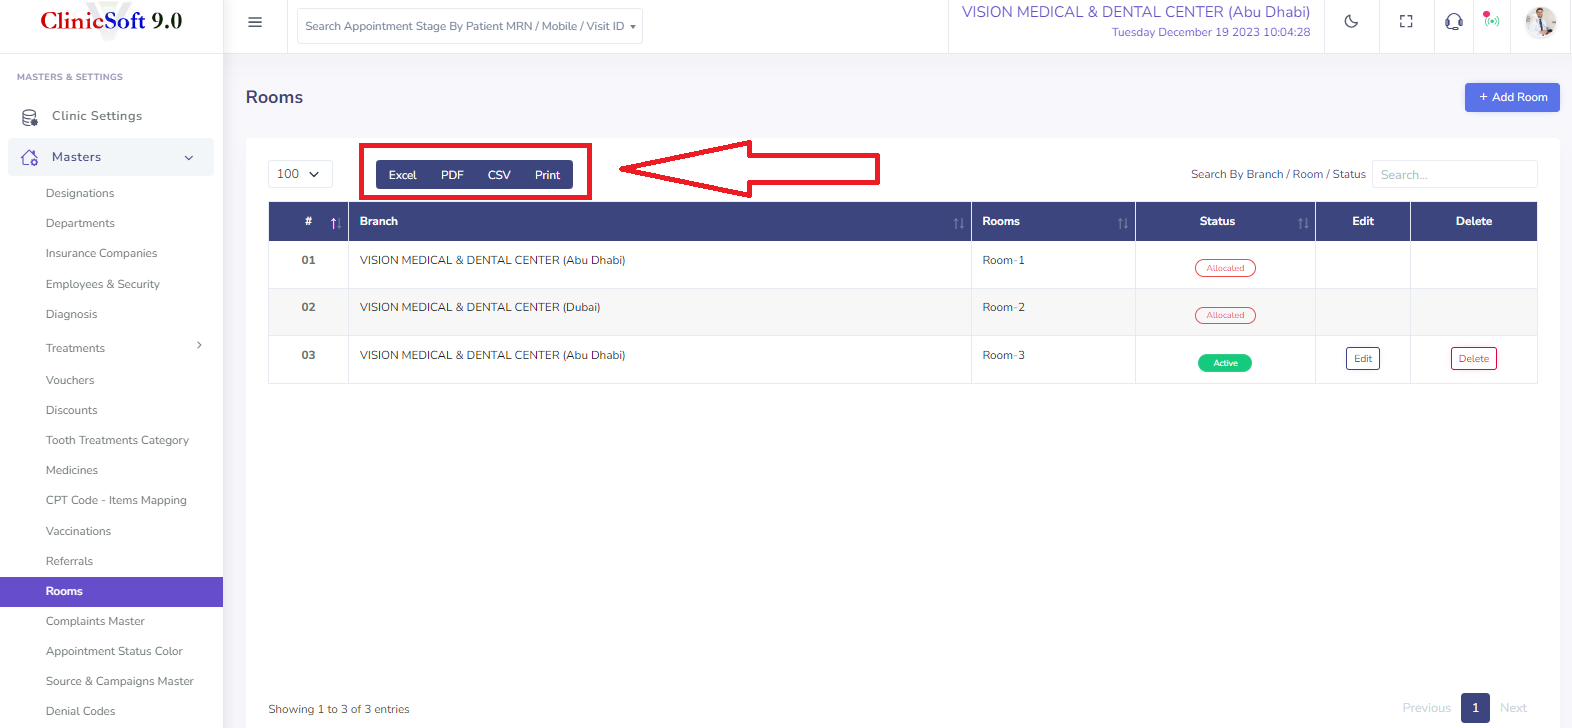 ClinicSoft 9.0
Search Appointment Stage By Patient MRN / Mobile / Visit ID
VISION MEDICAL & DENTAL CENTER (Abu Dhabi)
Tuesday December 19 2023 10:04:28
MASTERS & SETTINGS
Clinic Settings
Masters
Designations
Departments
Insurance Companies
Employees & Security
Diagnosis
Treatments
Vouchers
Discounts
Tooth Treatments Category
Medicines
CPT Code - Items Mapping
Vaccinations
Referrals
Rooms
Complaints Master
Appointment Status Color
Source & Campaigns Master
Denial Codes
Rooms
+ Add Room
100
Excel PDF CSV Print
Search By Branch / Room / Status Search...
# Branch Rooms Status Edit Delete
01 VISION MEDICAL & DENTAL CENTER (Abu Dhabi) Room-1 Allocated
02 VISION MEDICAL & DENTAL CENTER (Dubai) Room-2 Allocated
03 VISION MEDICAL & DENTAL CENTER (Abu Dhabi) Room-3 Active Edit Delete
Showing 1 to 3 of 3 entries
Previous 1 Next